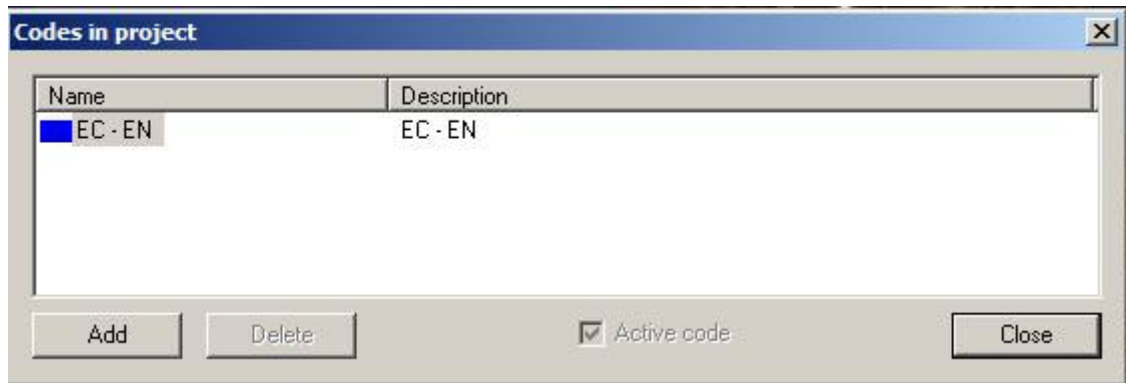 Codes in project
Name Description
EC - EN EC - EN
Add Delete Active code Close